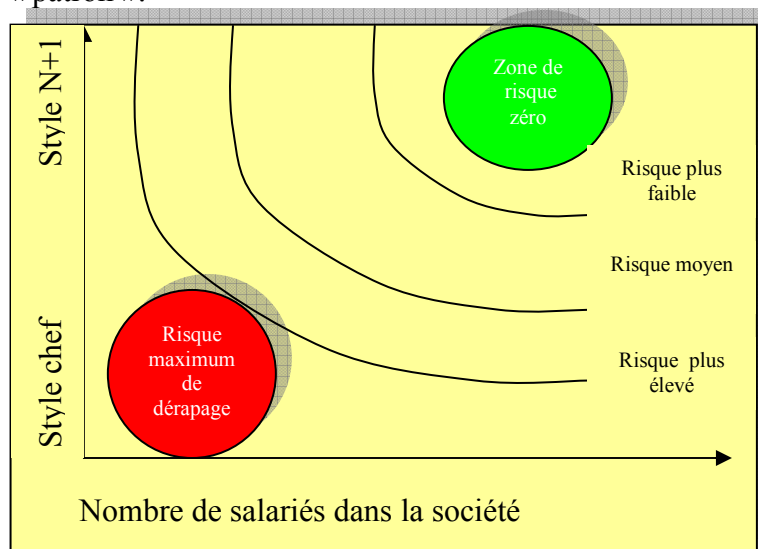 «patron».
Style N+1
Zone de
risque
zéro
Risque plus
faible
Risque moyen
Style chef
Risque
maximum
de
dérapage
Risque plus
élevé
Nombre de salariés dans la société